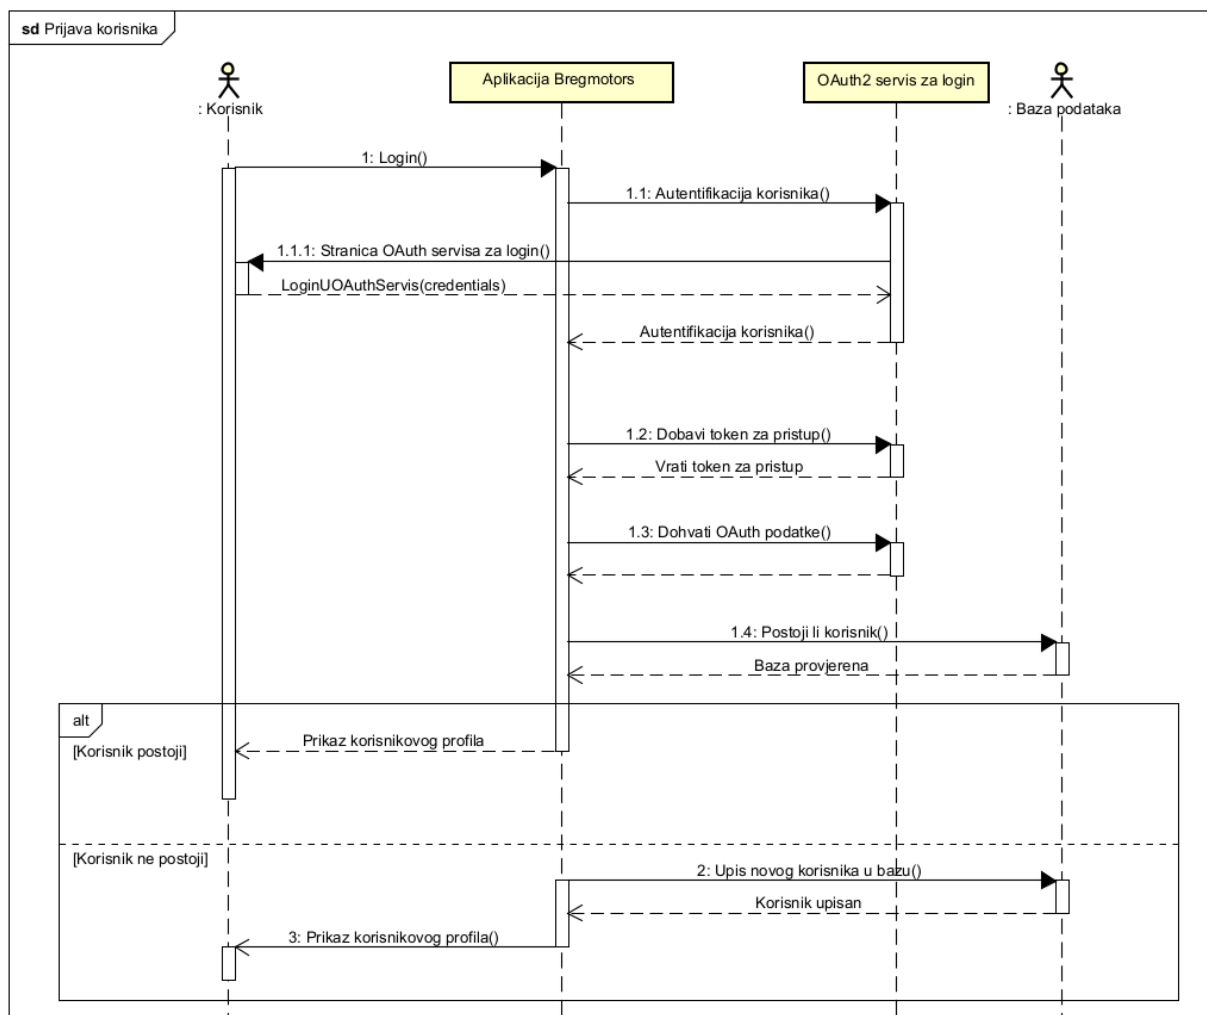 sd Prijava korisnika
: Korisnik
Aplikacija Bregmotors
OAuth2 servis za login
: Baza podataka
1: Login()
1.1: Autentifikacija korisnika()
1.1.1: Stranica OAuth servisa za login()
LoginUOAuthServis(credentials)
Autentifikacija korisnika()
1.2: Dobavi token za pristup()
Vrati token za pristup
1.3: Dohvati OAuth podatke()
1.4: Postoji li korisnik()
Baza provjerena
alt
Prikaz korisnikovog profila
[Korisnik postoji]
[Korisnik ne postoji]
2: Upis novog korisnika u bazu()
Korisnik upisan
3: Prikaz korisnikovog profila()